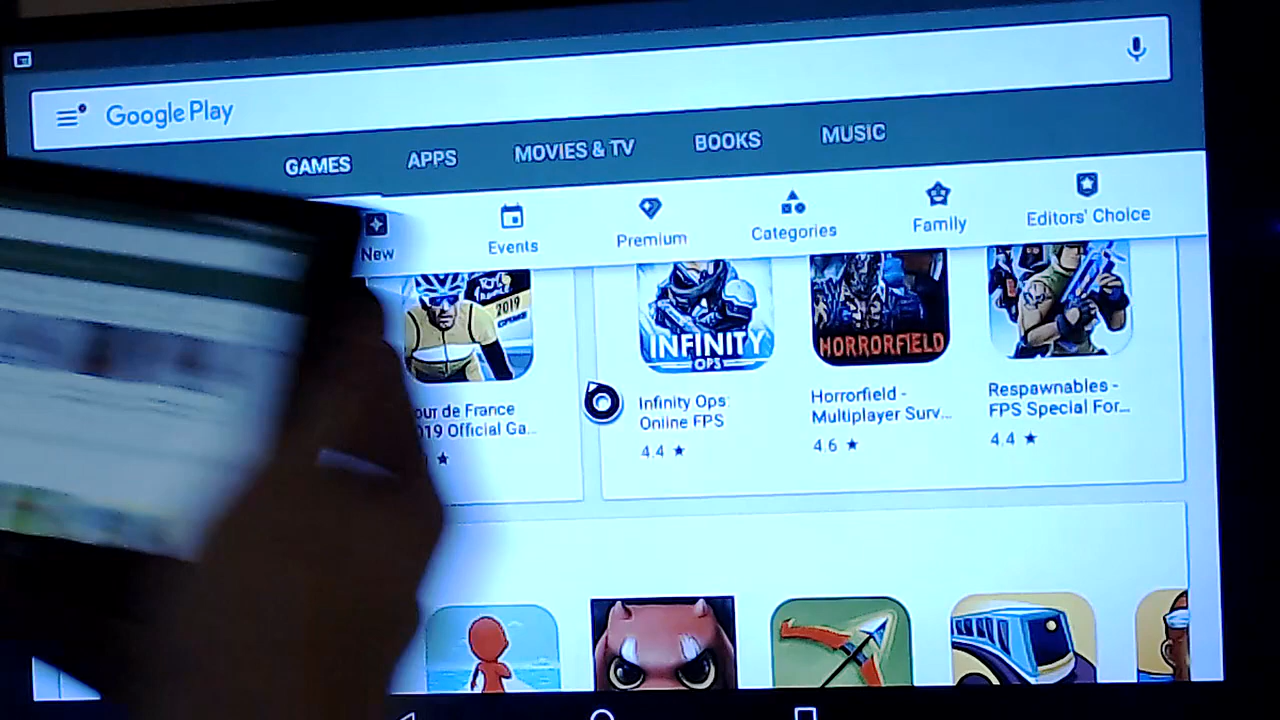 Google Play
GAMES APPS MOVIES & TV BOOKS MUSIC
New Events Premium Categories Family Editors' Choice
2019
INFINITY
OPS
HORRORFIELD
our de France
19 Official Ga...
Infinity Ops:
Online FPS
4.4 ★
Horrorfield -
Multiplayer Surv...
4.6 ★
Respawnables -
FPS Special For...
4.4 ★